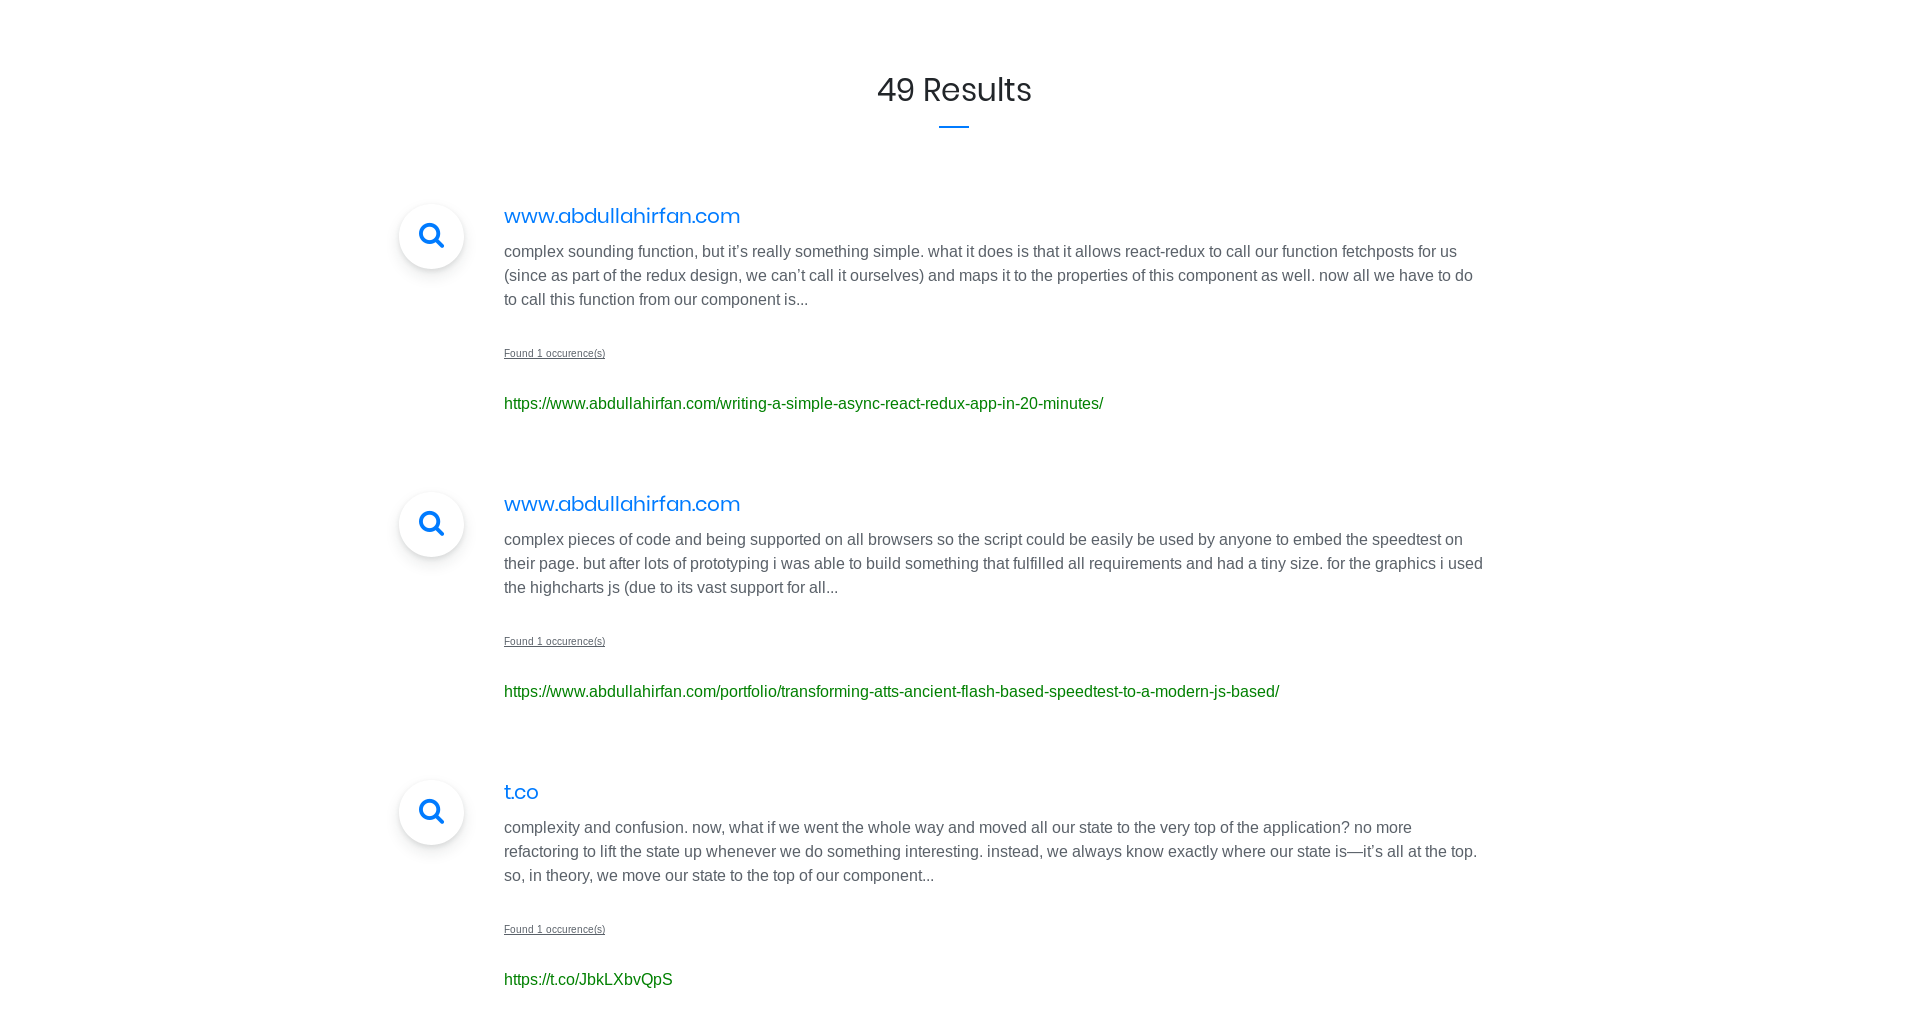 49 Results
www.abdullahirfan.com
complex sounding function, but it’s really something simple. what it does is that it allows react-redux to call our function fetchposts for us
(since as part of the redux design, we can’t call it ourselves) and maps it to the properties of this component as well. now all we have to do
to call this function from our component is...
Found 1 occurence(s)
https://www.abdullahirfan.com/writing-a-simple-async-react-redux-app-in-20-minutes/
www.abdullahirfan.com
complex pieces of code and being supported on all browsers so the script could be easily be used by anyone to embed the speedtest on
their page. but after lots of prototyping i was able to build something that fulfilled all requirements and had a tiny size. for the graphics i used
the highcharts js (due to its vast support for all...
Found 1 occurence(s)
https://www.abdullahirfan.com/portfolio/transforming-atts-ancient-flash-based-speedtest-to-a-modern-js-based/
t.co
complexity and confusion. now, what if we went the whole way and moved all our state to the very top of the application? no more
refactoring to lift the state up whenever we do something interesting. instead, we always know exactly where our state is—it’s all at the top.
so, in theory, we move our state to the top of our component...
Found 1 occurence(s)
https://t.co/JbkLXbvQpS